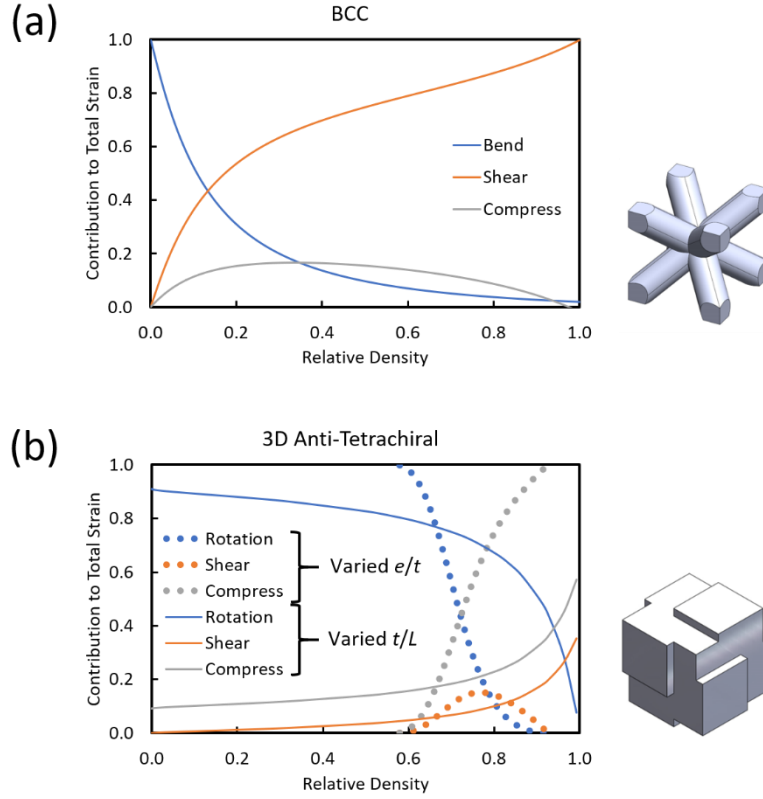 (a)
BCC
Contribution to Total Strain
1.0
0.8
0.6
0.4
0.2
0.0
Bend
Shear
Compress
0.0 0.2 0.4 0.6 0.8 1.0
Relative Density
(b)
3D Anti-Tetrachiral
Contribution to Total Strain
1.0
0.8
0.6
0.4
0.2
0.0
Rotation
Shear
Compress
Varied e/t
Rotation
Shear
Compress
Varied t/L
0.0 0.2 0.4 0.6 0.8 1.0
Relative Density